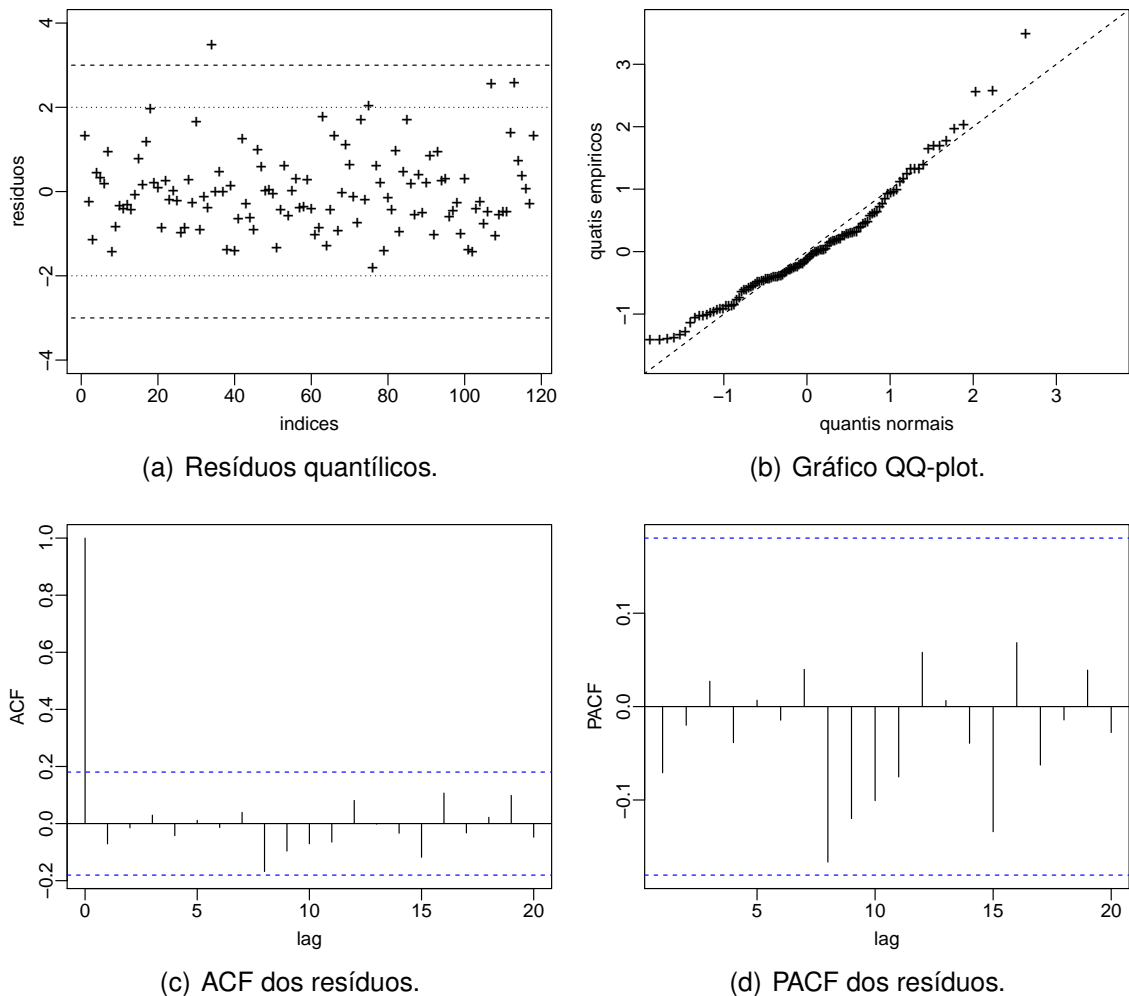 4
2
0
−2
−4
residuos
0 20 40 60 80 100 120
indices
(a) Resíduos quantílicos.
3
2
1
0
−1
quatis empiricos
−1 0 1 2 3
quantis normais
(b) Gráfico QQ-plot.
1.0
0.8
0.6
0.4
0.2
0.0
−0.2
ACF
0 5 10 15 20
lag
(c) ACF dos resíduos.
0.1
0.0
−0.1
PACF
5 10 15 20
lag
(d) PACF dos resíduos.